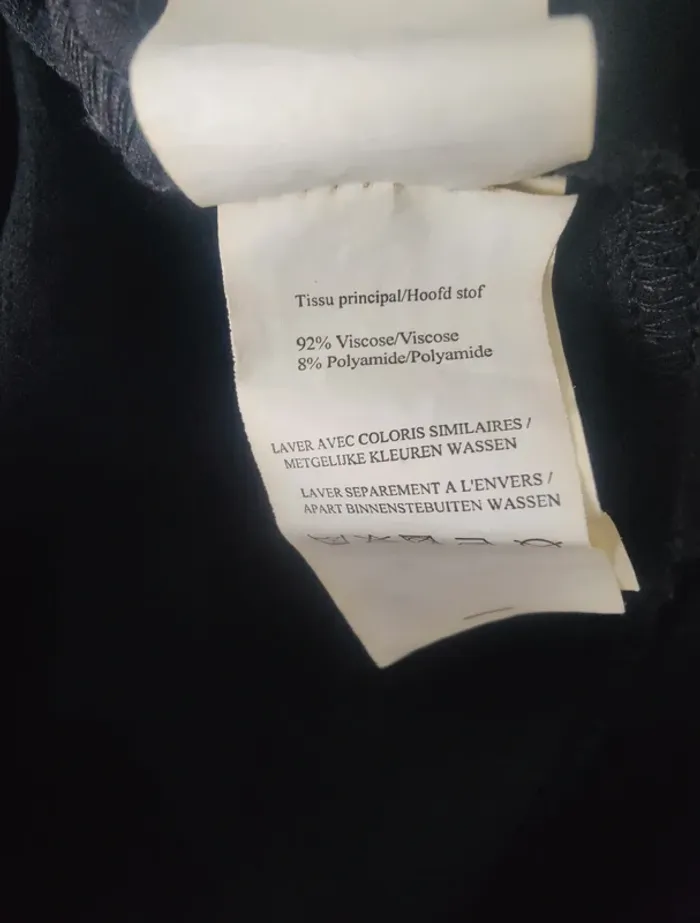 Tissu principal/Hoofd stof
92% Viscose/Viscose
8% Polyamide/Polyamide
LAVER AVEC COLORIS SIMILAIRES /
METGELIJKE KLEUREN WASSEN
LAVER SEPAREMENT A L'ENVERS /
APART BINNENSTEBUITEN WASSEN